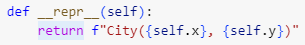 def __repr__(self):
    return f"City({self.x}, {self.y})"